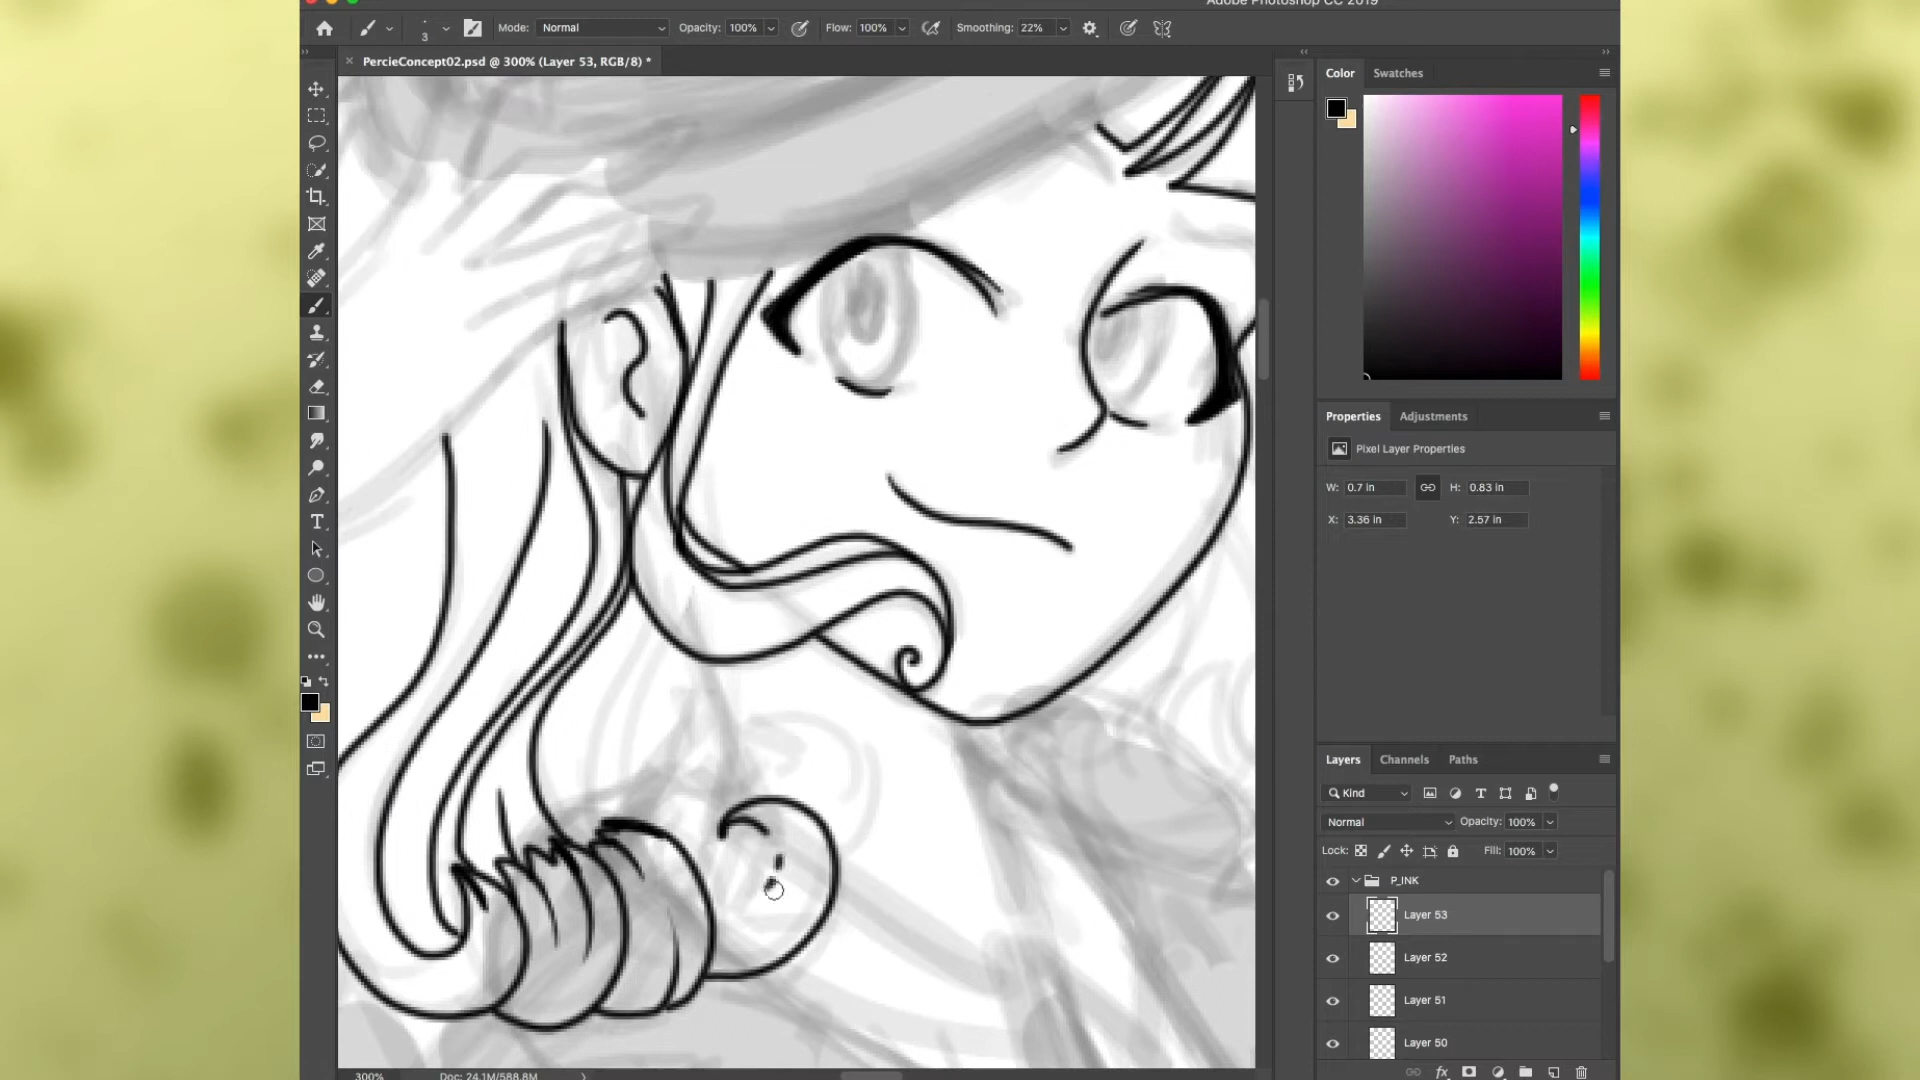 Adobe Photoshop CC 2019
3 Mode: Normal Opacity: 100% Flow: 100% Smoothing: 22%
× PercieConcept02.psd @ 300% (Layer 53, RGB/8) *
Color Swatches
Properties Adjustments
Pixel Layer Properties
W: 0.7 in H: 0.83 in
X: 3.36 in Y: 2.57 in
Layers Channels Paths
Kind
Normal Opacity: 100%
Lock: Fill: 100%
P_INK
Layer 53
Layer 52
Layer 51
Layer 50
300% Doc: 24.1M/588.8M